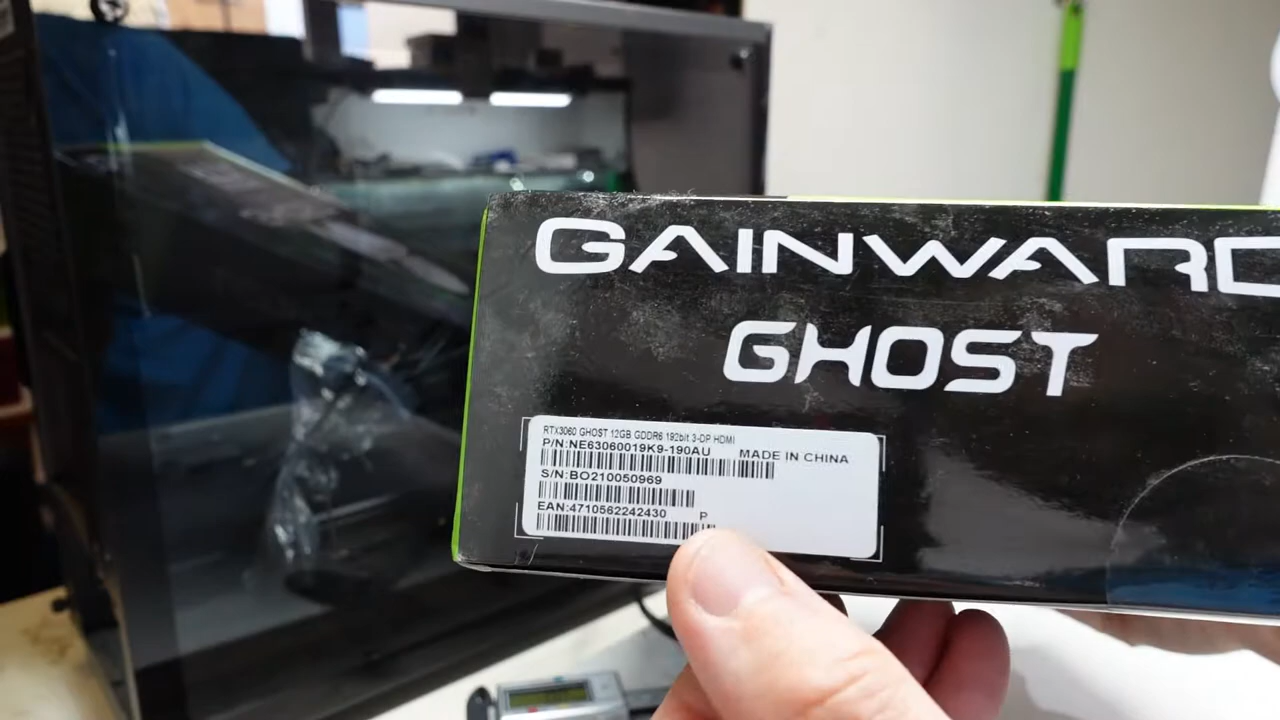 GAINWARD
GHOST
RTX3060 GHOST 12GB GDDR6 192bit 3-DP HDMI
P/N:NE63060019K9-190AU MADE IN CHINA
S/N:BO210050969
EAN:4710562242430 P